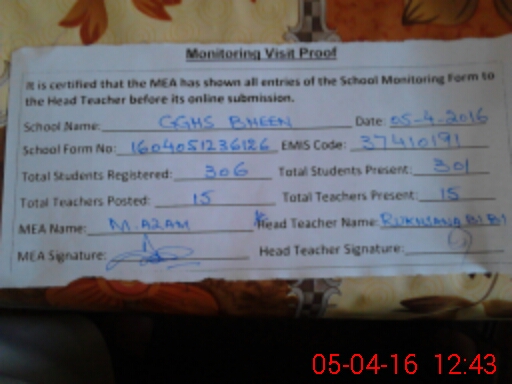 Monitoring Visit Proof
It is certified that the MEA has shown all entries of the School Monitoring Form to
the Head Teacher before its online submission.
School Name: GGHS BHEEN Date: 05-4-2016
School Form No: 1604051236126 EMIS Code: 37410191
Total Students Registered: 306 Total Students Present: 301
Total Teachers Posted: 15 Total Teachers Present: 15
MEA Name: M. AZAM Head Teacher Name: RUKHSANA BIBI
MEA Signature: Head Teacher Signature:
05-04-16 12:43